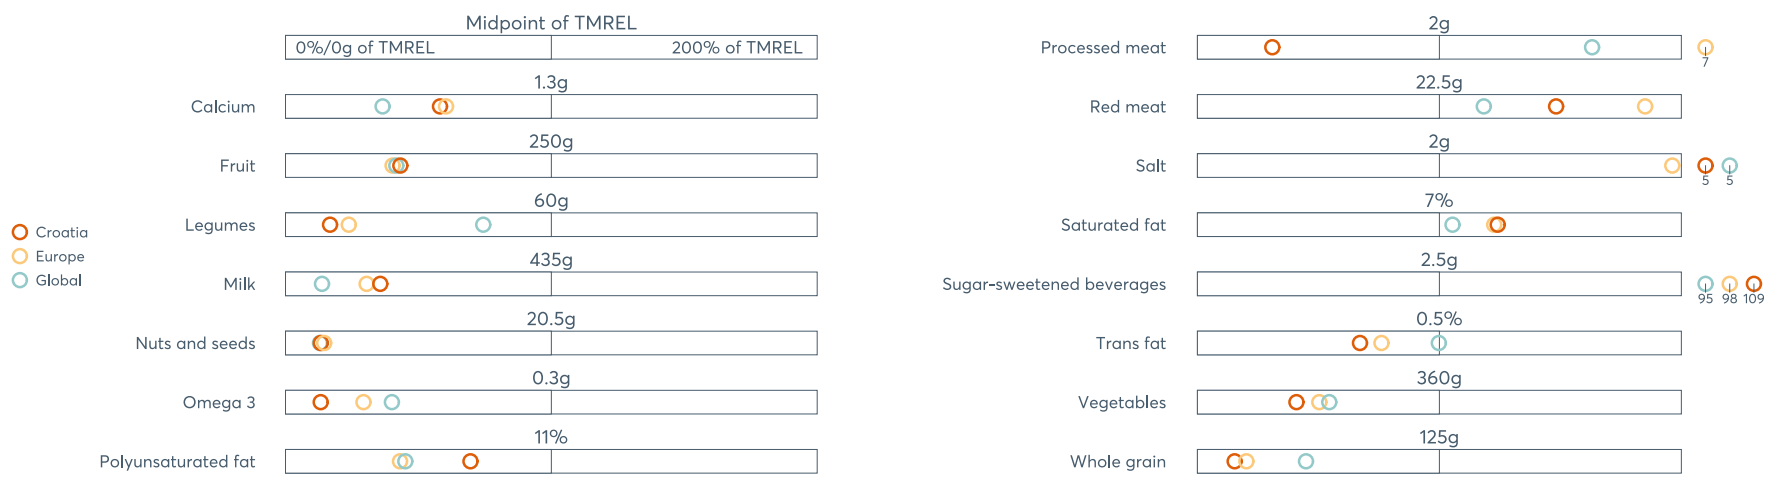 Midpoint of TMREL
0%/0g of TMREL 200% of TMREL
1.3g
Calcium
250g
Fruit
60g
Legumes
435g
Milk
20.5g
Nuts and seeds
0.3g
Omega 3
11%
Polyunsaturated fat
Croatia
Europe
Global
2g
Processed meat
7
22.5g
Red meat
2g
Salt
5 5
7%
Saturated fat
2.5g
Sugar-sweetened beverages
95 98 109
0.5%
Trans fat
360g
Vegetables
125g
Whole grain